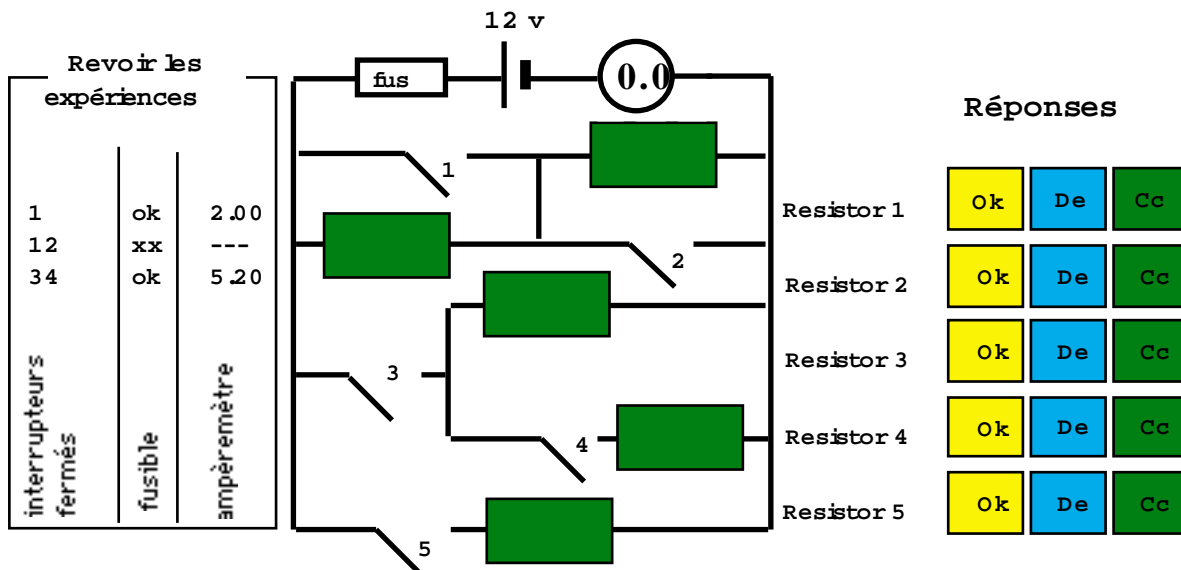 12 v
Revoir les
expériences
fus
0.0
Réponses
1
1 ok 2.00
12 xx ---
34 ok 5.20
interrupteurs
fermés
fusible
ampèremètre
2
3
4
5
Resistor 1 Ok De Cc
Resistor 2 Ok De Cc
Resistor 3 Ok De Cc
Resistor 4 Ok De Cc
Resistor 5 Ok De Cc